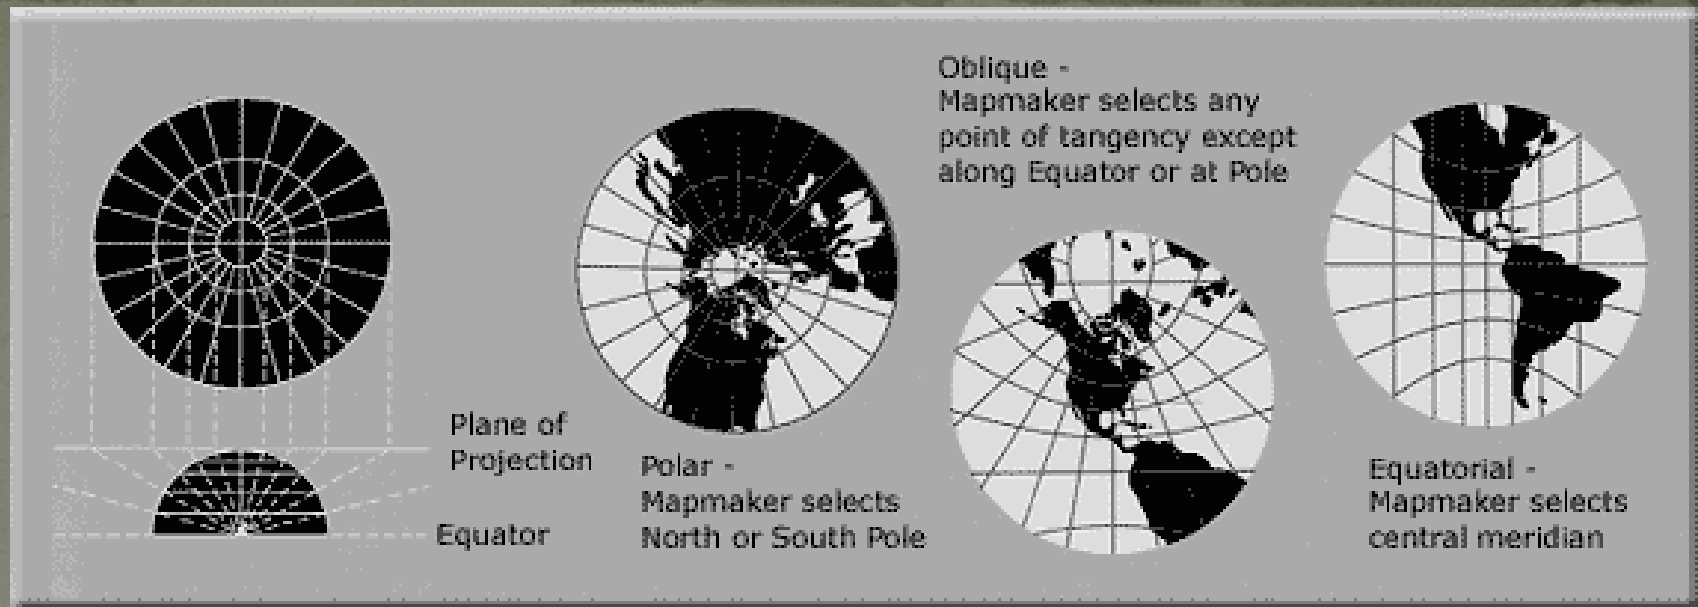 Oblique -
Mapmaker selects any
point of tangency except
along Equator or at Pole
Plane of
Projection
Equator
Polar -
Mapmaker selects
North or South Pole
Equatorial -
Mapmaker selects
central meridian